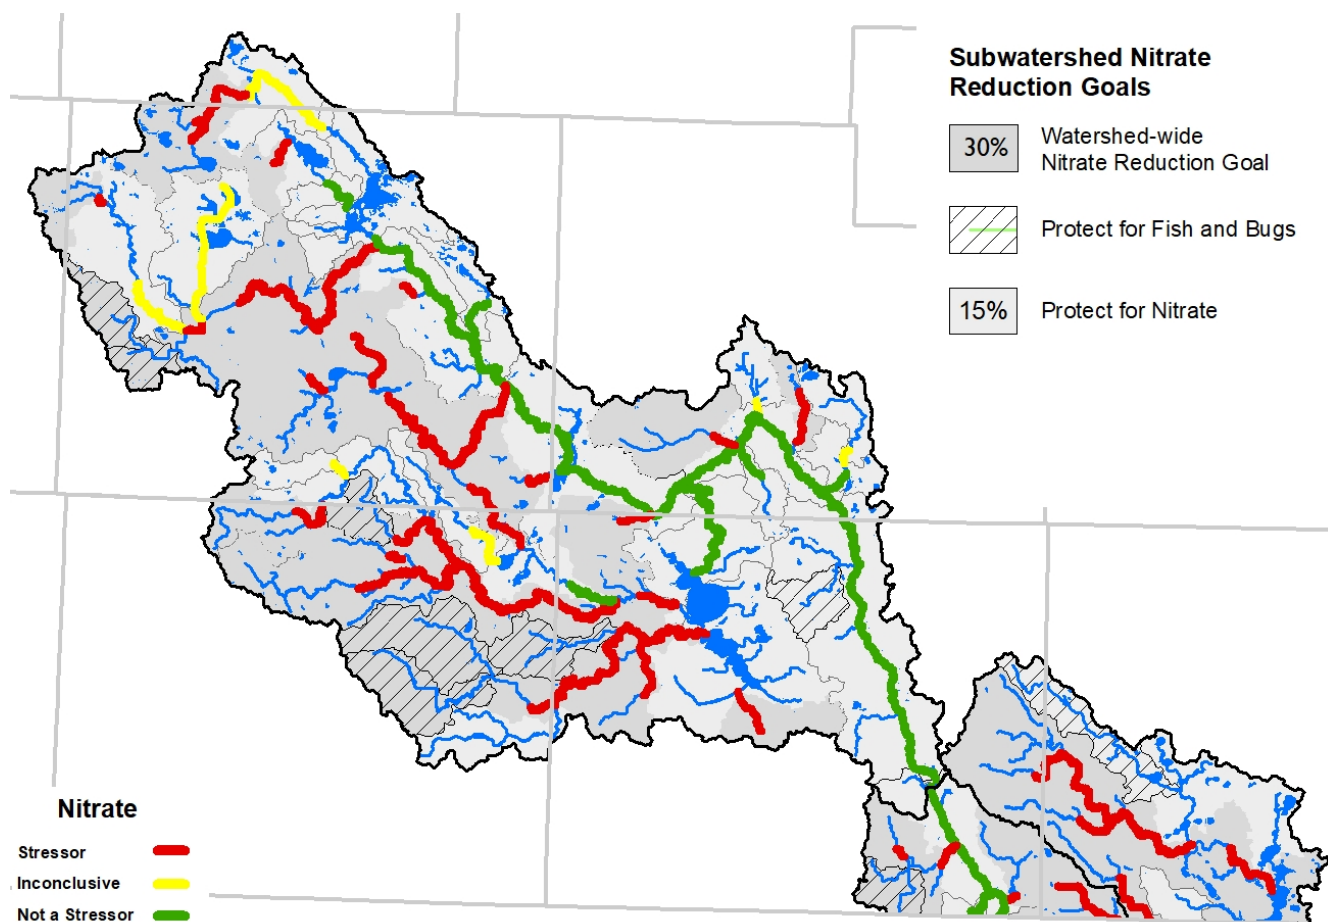 Subwatershed Nitrate
Reduction Goals
30%
Watershed-wide
Nitrate Reduction Goal
Protect for Fish and Bugs
15%
Protect for Nitrate
Nitrate
Stressor
Inconclusive
Not a Stressor